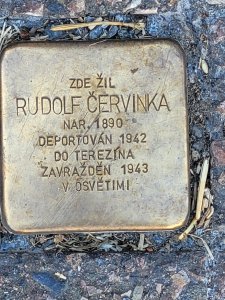 ZDE ŽIL
RUDOLF ČERVINKA
NAR. 1890
DEPORTOVÁN 1942
DO TEREZÍNA
ZAVRAŽDĚN 1943
V OSVĚTIMI